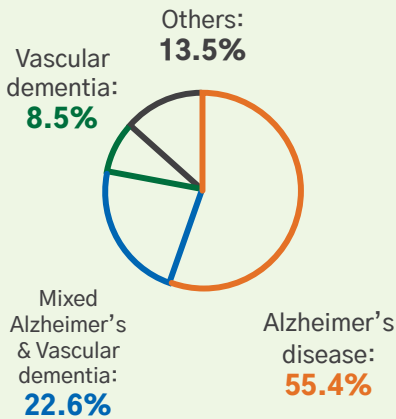 Others:
13.5%
Vascular
dementia:
8.5%
Mixed
Alzheimer’s
& Vascular
dementia:
22.6%
Alzheimer’s
disease:
55.4%